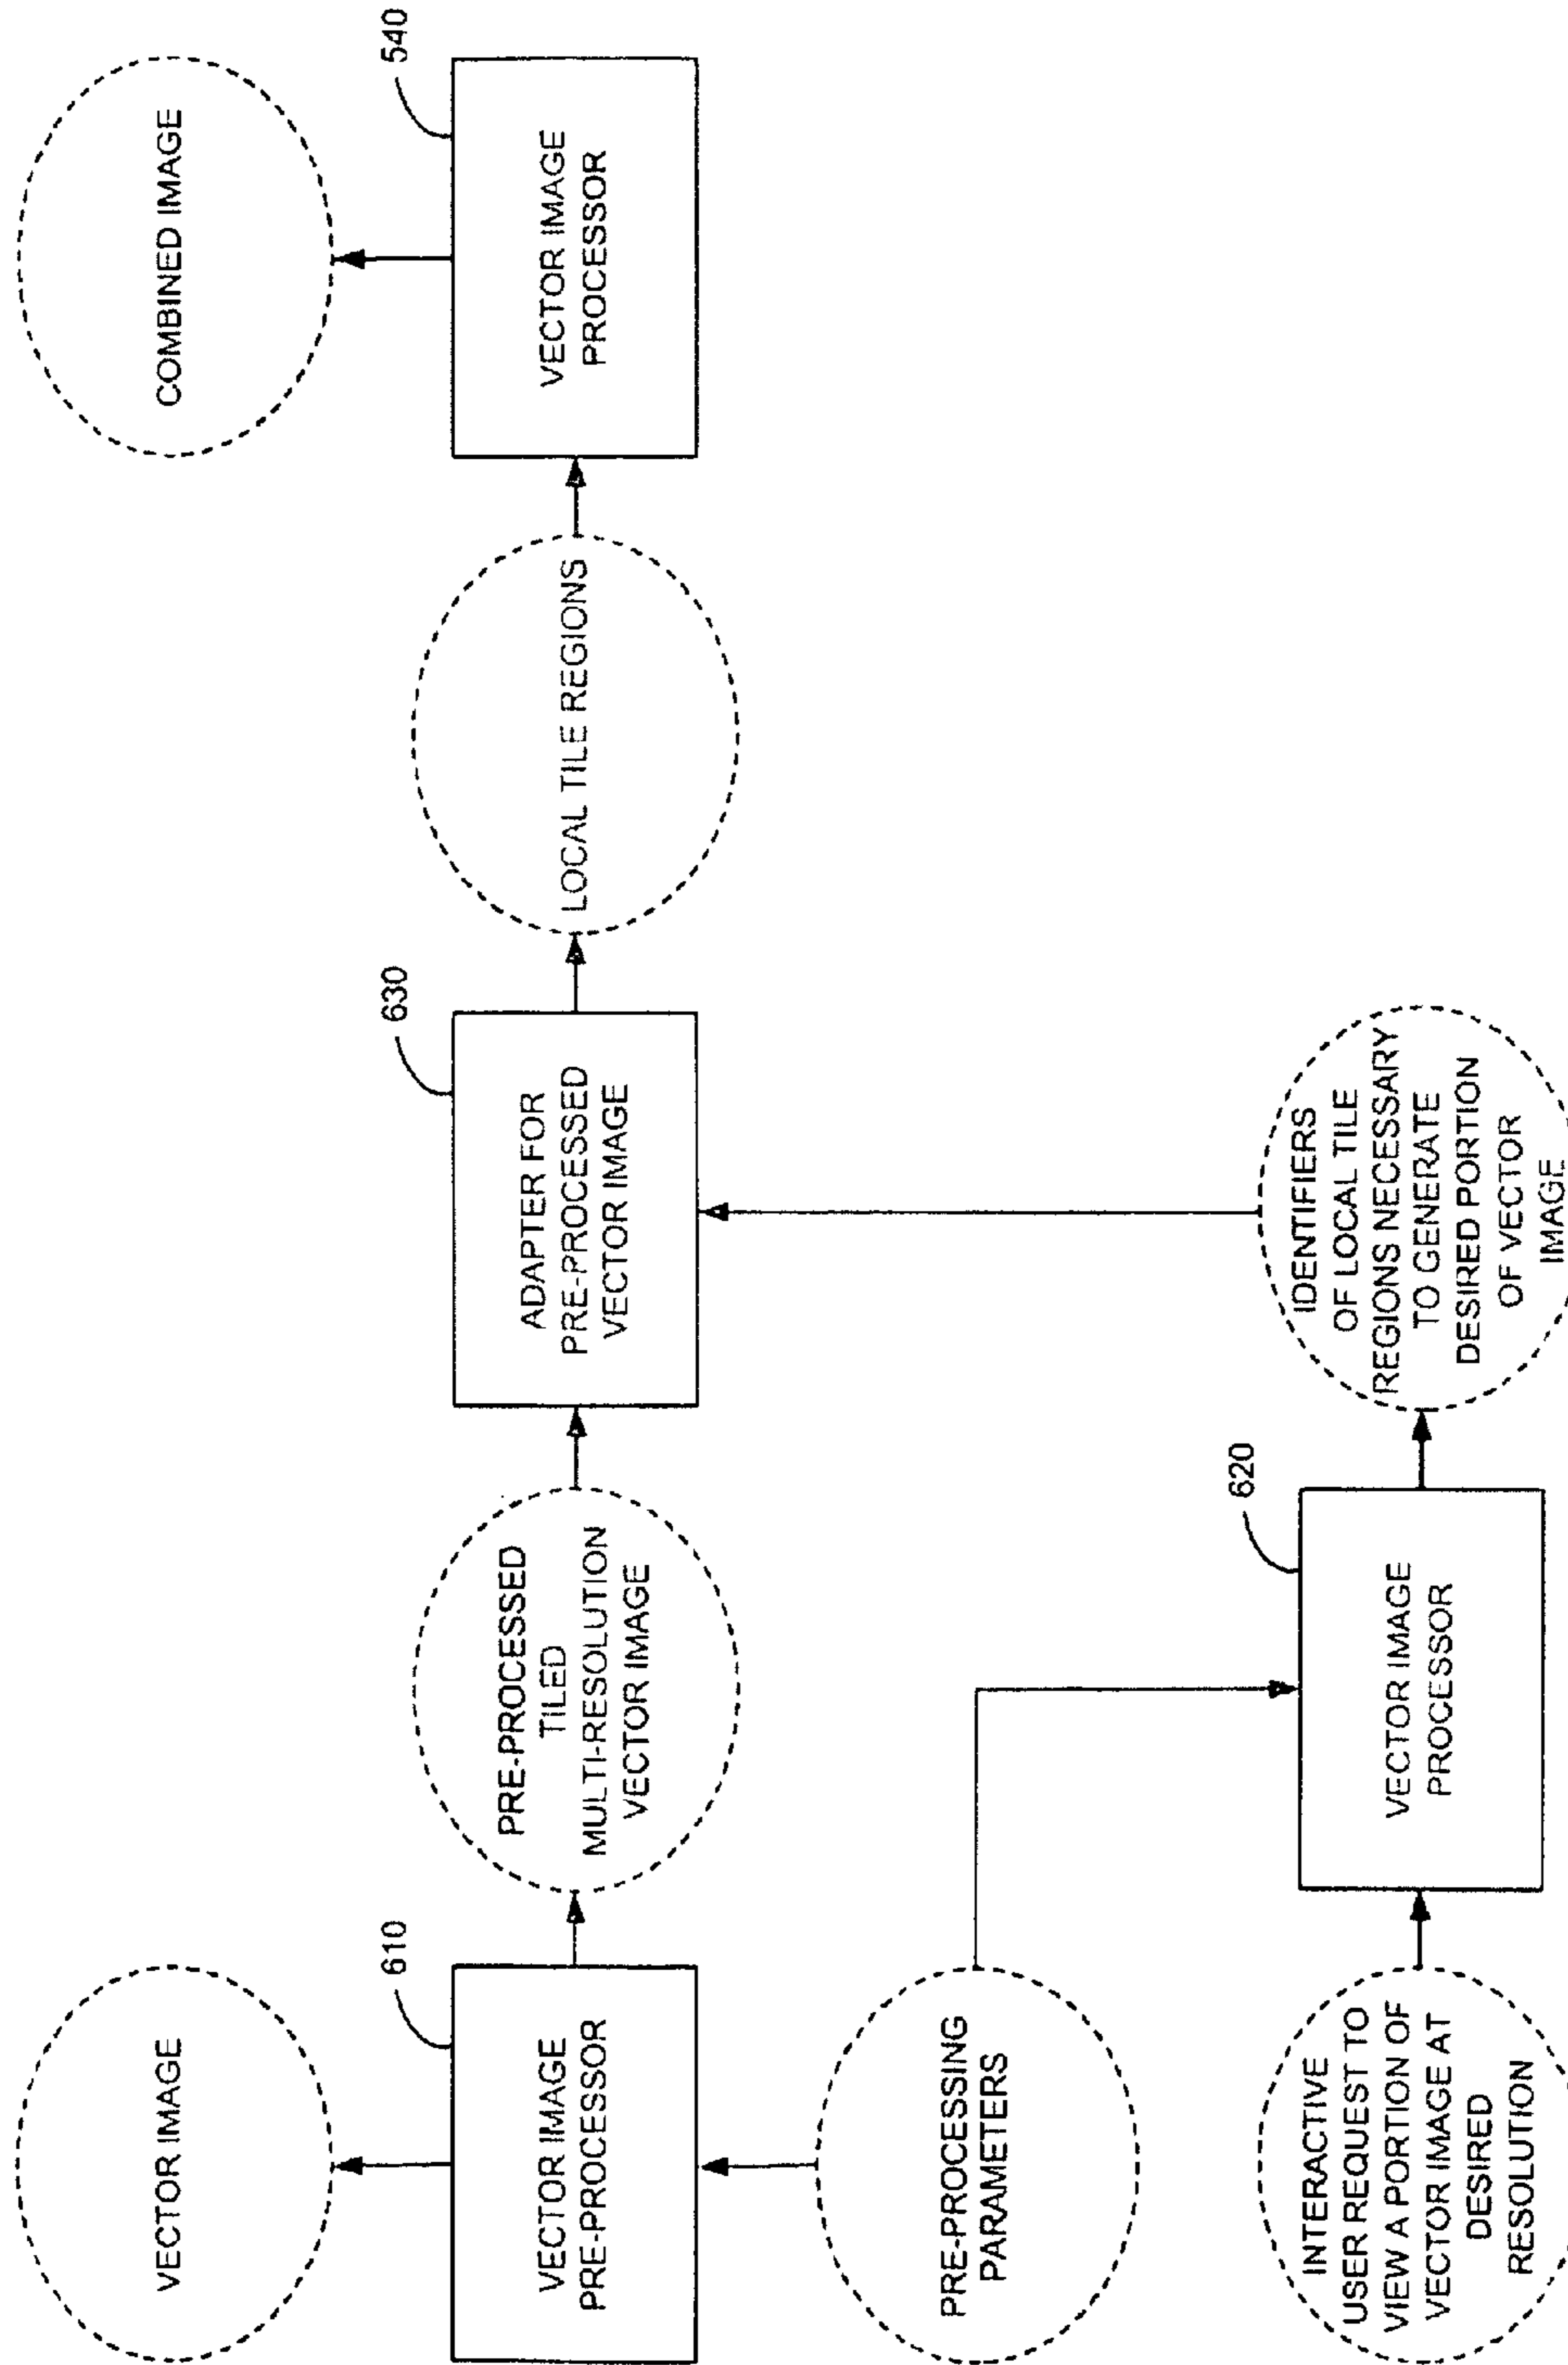 VECTOR IMAGE
610
VECTOR IMAGE
PRE-PROCESSOR
PRE-PROCESSING
PARAMETERS
INTERACTIVE
USER REQUEST TO
VIEW A PORTION OF
VECTOR IMAGE AT
DESIRED
RESOLUTION
PRE-PROCESSED
TILED
MULTI-RESOLUTION
VECTOR IMAGE
620
VECTOR IMAGE
PROCESSOR
630
ADAPTER FOR
PRE-PROCESSED
VECTOR IMAGE
IDENTIFIERS
OF LOCAL TILE
REGIONS NECESSARY
TO GENERATE
DESIRED PORTION
OF VECTOR
IMAGE
LOCAL TILE REGIONS
COMBINED IMAGE
540
VECTOR IMAGE
PROCESSOR